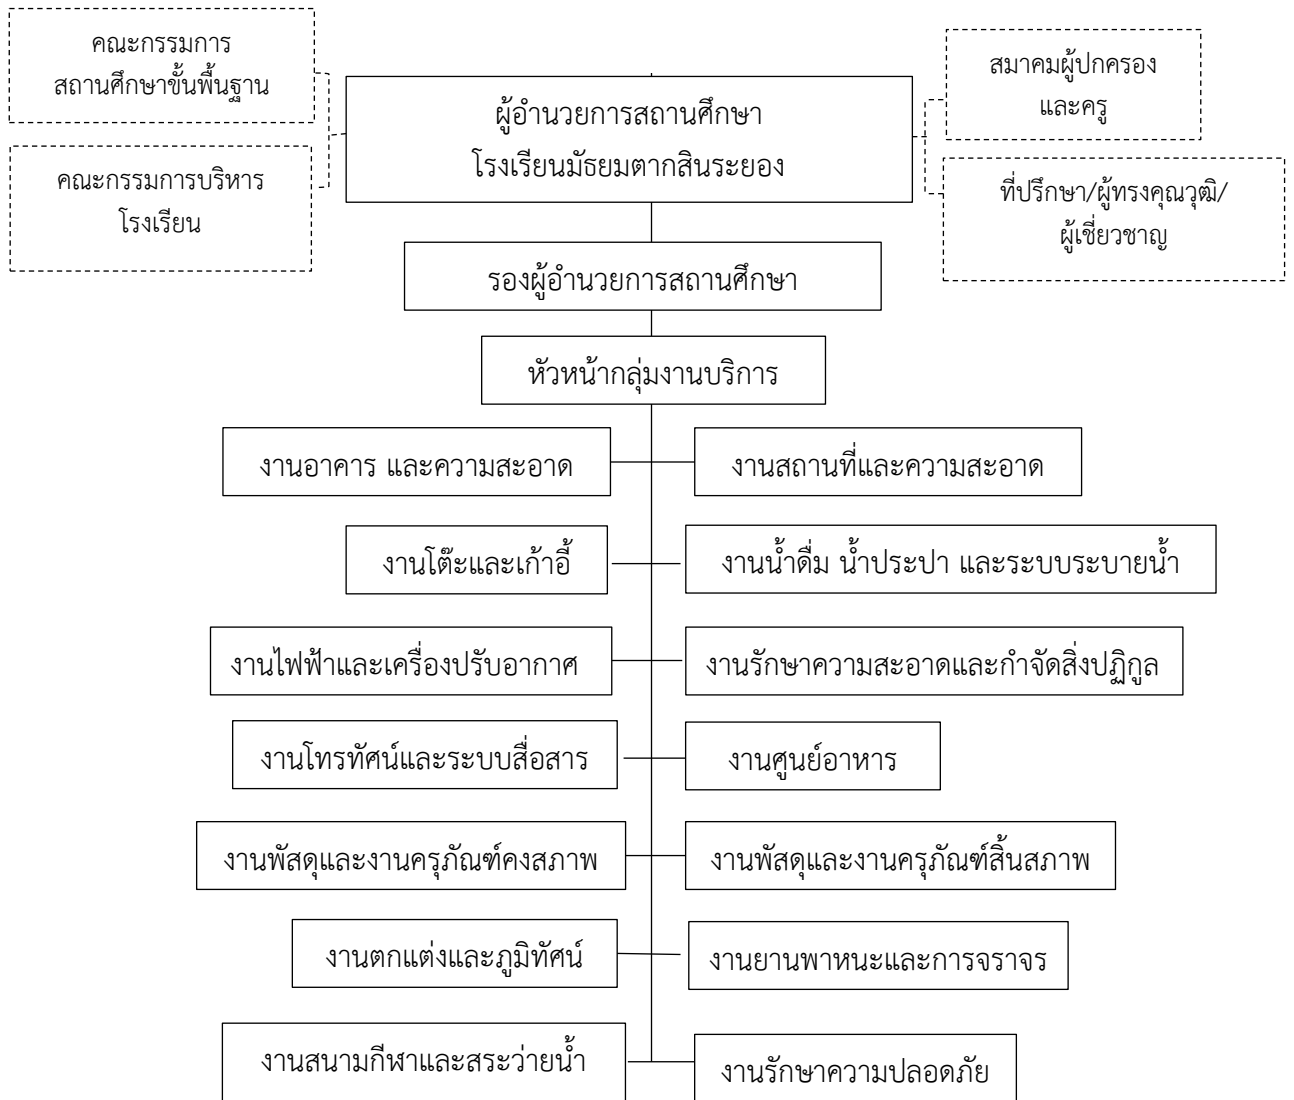 คณะกรรมการ
สถานศึกษาขั้นพื้นฐาน
สมาคมผู้ปกครอง
และครู
ผู้อำนวยการสถานศึกษา
โรงเรียนมัธยมตากสินระยอง
คณะกรรมการบริหาร
โรงเรียน
ที่ปรึกษา/ผู้ทรงคุณวุฒิ/
ผู้เชี่ยวชาญ
รองผู้อำนวยการสถานศึกษา
หัวหน้ากลุ่มงานบริการ
งานอาคาร และความสะอาด
งานสถานที่และความสะอาด
งานโต๊ะและเก้าอี้
งานน้ำดื่ม น้ำประปา และระบบระบายน้ำ
งานไฟฟ้าและเครื่องปรับอากาศ
งานรักษาความสะอาดและกำจัดสิ่งปฏิกูล
งานโทรทัศน์และระบบสื่อสาร
งานศูนย์อาหาร
งานพัสดุและงานครุภัณฑ์คงสภาพ
งานพัสดุและงานครุภัณฑ์สิ้นสภาพ
งานตกแต่งและภูมิทัศน์
งานยานพาหนะและการจราจร
งานสนามกีฬาและสระว่ายน้ำ
งานรักษาความปลอดภัย